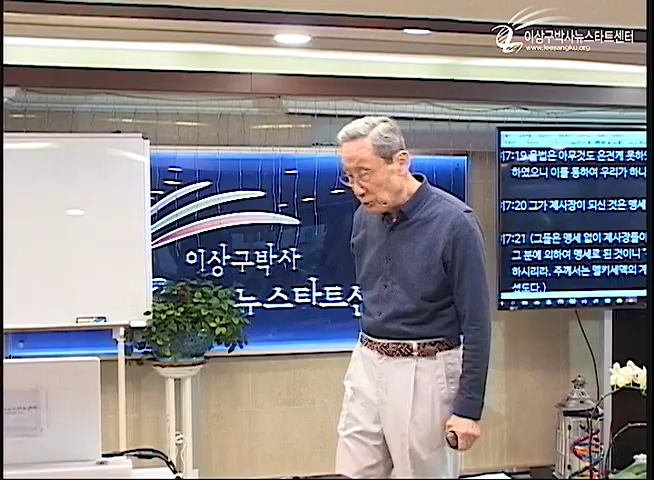 이상구박사뉴스타트센터
www.leesangku.org
이상구박사
뉴스타트센
17:19 율법은 아무것도 온전케 못하
하였으니 이를 통하여 우리가 하나
17:20 그가 제사장이 되신 것은 맹세
17:21 (그들은 맹세 없이 제사장들이
그 분에 의하여 맹세로 된 것이니
하시리라. 주께서는 멜키세덱의 계
셨도다.)